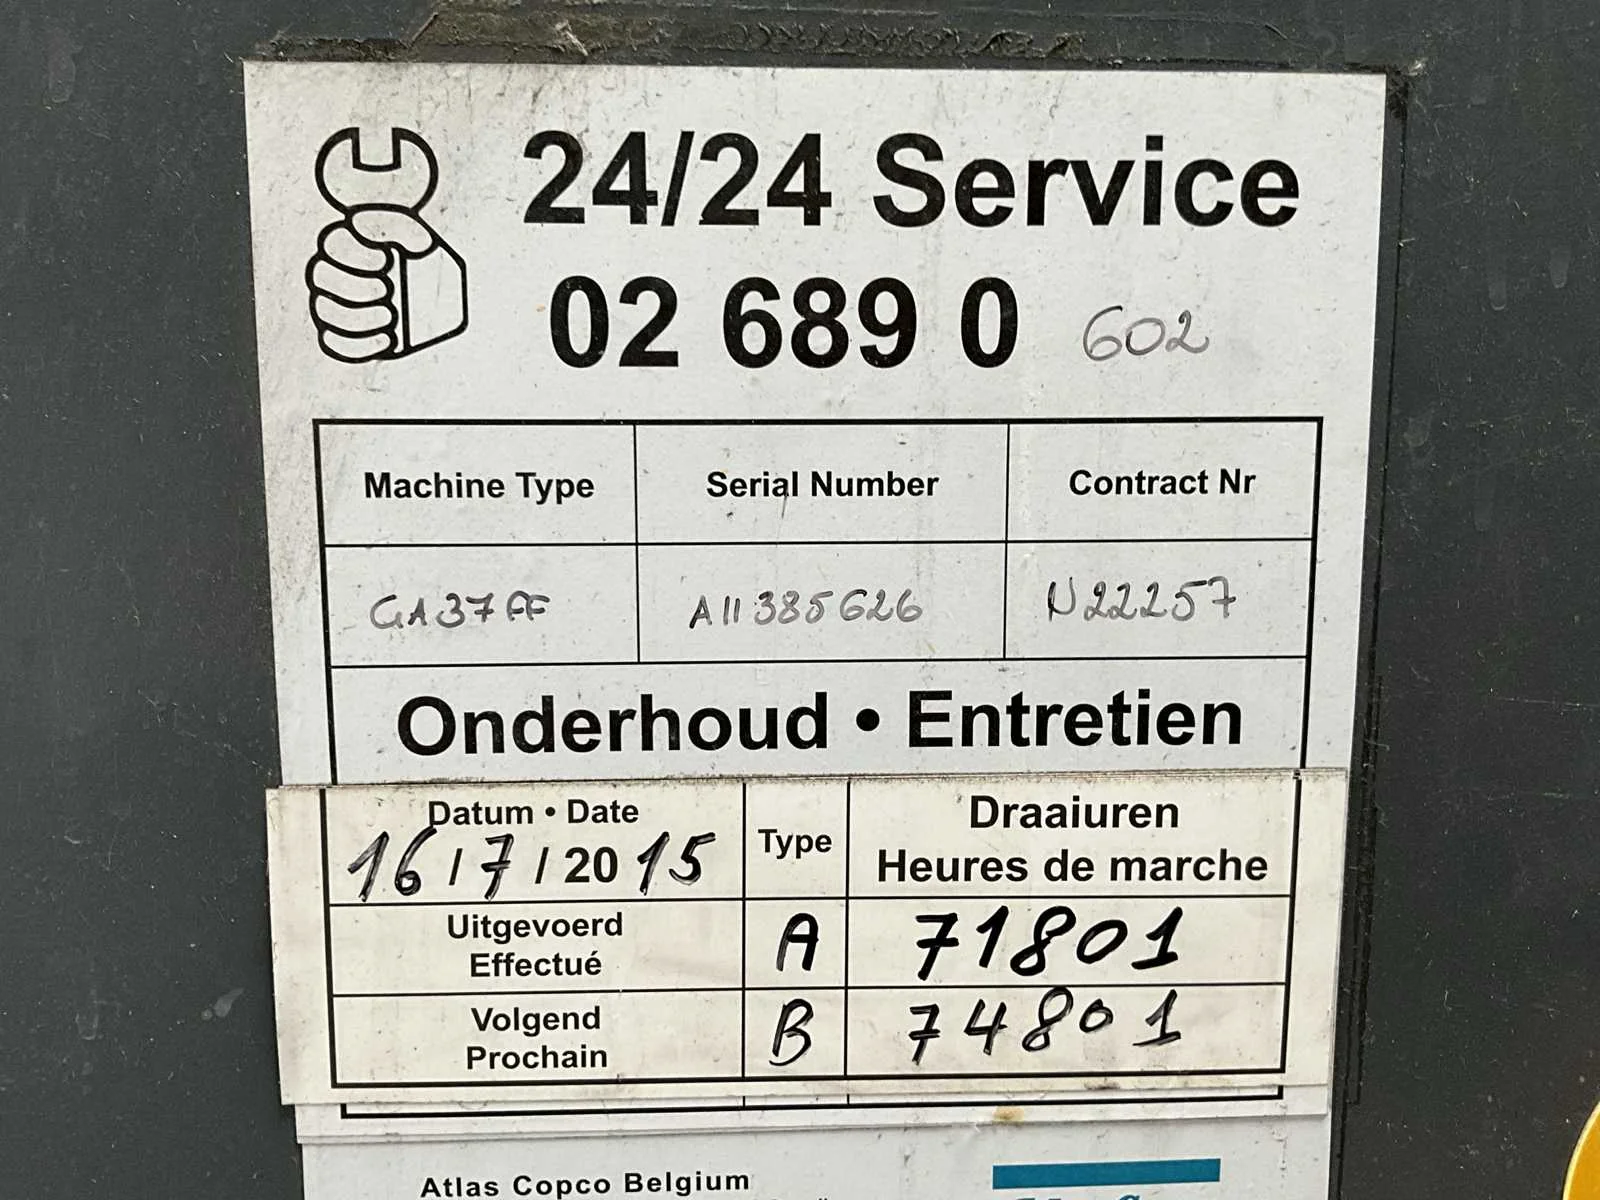 24/24 Service
02 689 0 602
Machine Type Serial Number Contract Nr
GA37FF AII385626 N22257
Onderhoud • Entretien
Datum • Date
16/7/2015
Type
Draaiuren
Heures de marche
Uitgevoerd
Effectué
A 71801
Volgend
Prochain
B 74801
Atlas Copco Belgium